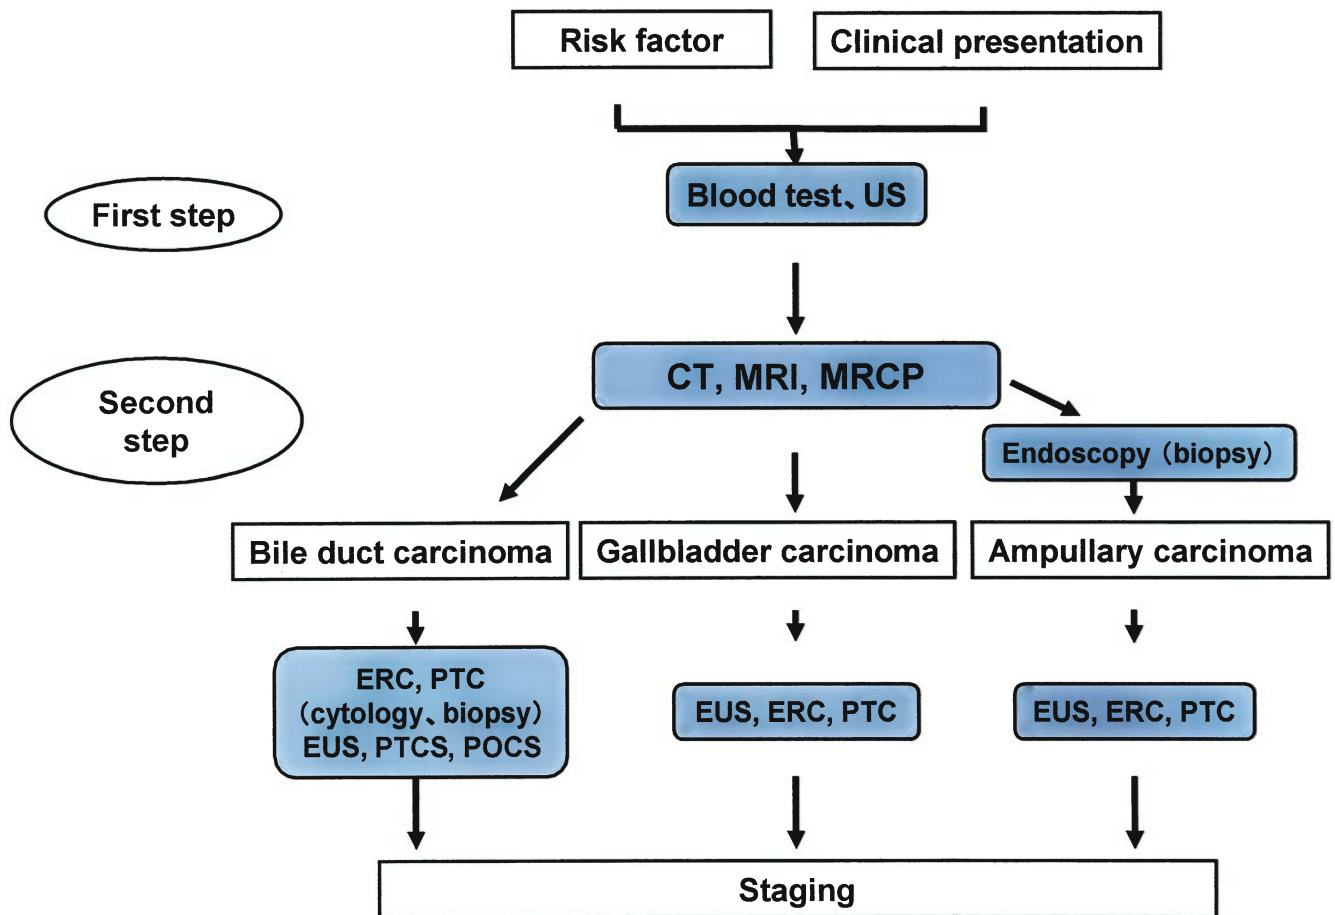 Risk factor
Clinical presentation
Blood test、US
First step
CT, MRI, MRCP
Second
step
Endoscopy（biopsy）
Bile duct carcinoma
Gallbladder carcinoma
Ampullary carcinoma
ERC, PTC
（cytology、biopsy）
EUS, PTCS, POCS
EUS, ERC, PTC
EUS, ERC, PTC
Staging